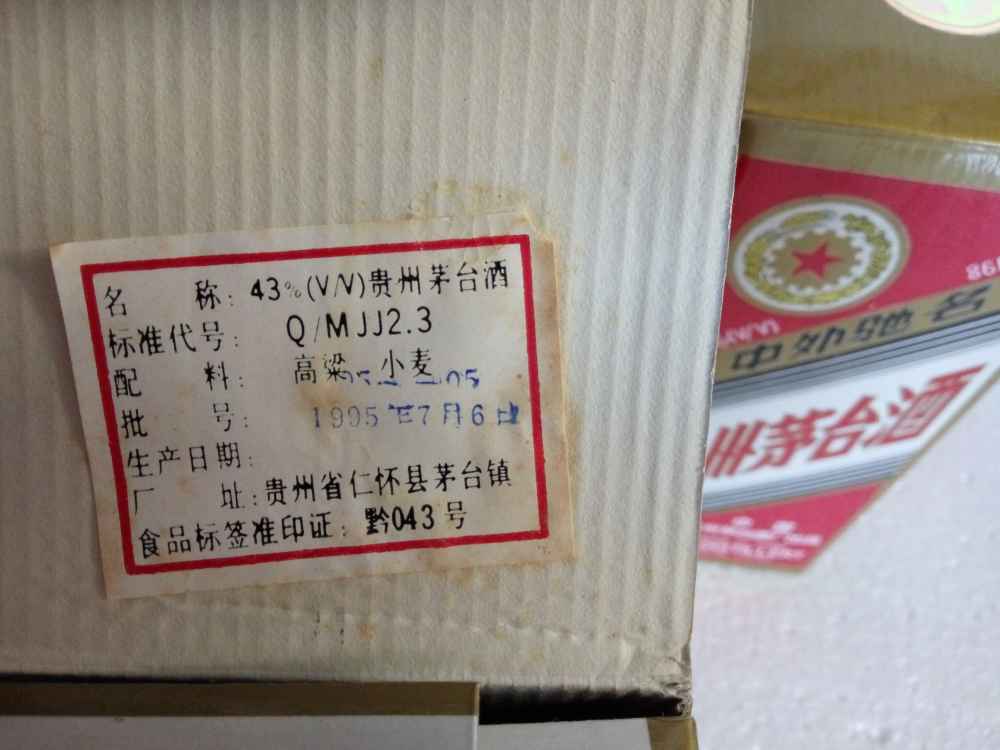 名 称: 43%(V/V)贵州茅台酒
标准代号: Q/MJJ2.3
配 料: 高粱 小麦
批 号:
1995年7月6日
生产日期:
厂 址:贵州省仁怀县茅台镇
食品标签准印证: 黔043号
中外驰名
州茅台酒